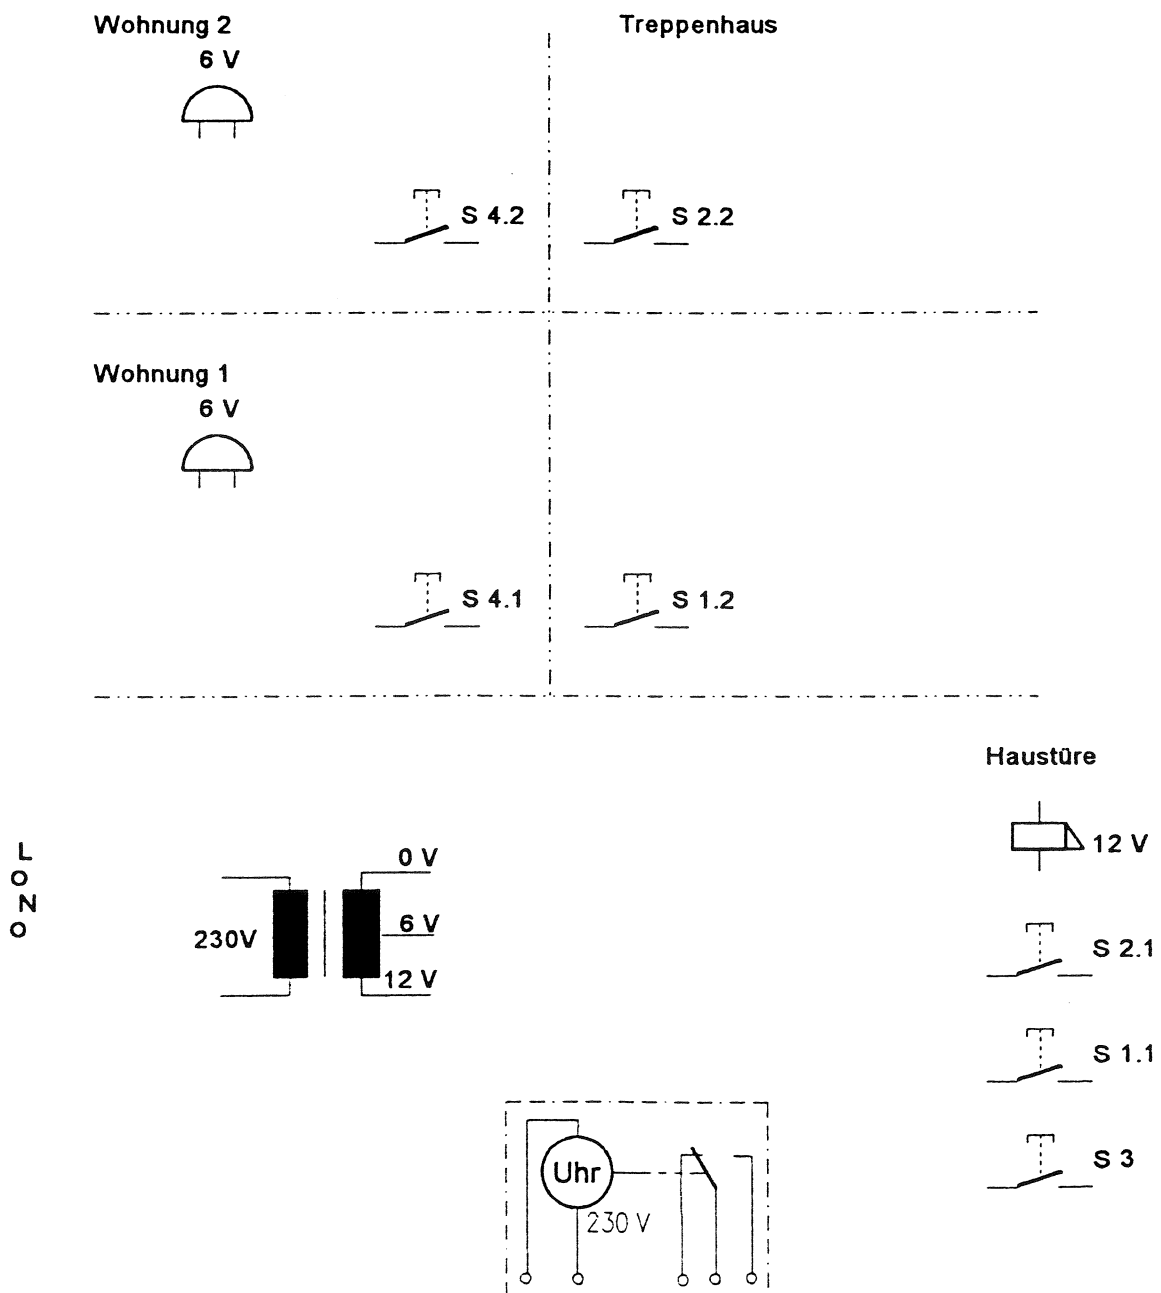 Wohnung 2
Treppenhaus
6 V
S 4.2
S 2.2
Wohnung 1
6 V
S 4.1
S 1.2
Haustüre
12 V
L
N
0 V
6 V
12 V
230V
S 2.1
S 1.1
S 3
Uhr
230 V